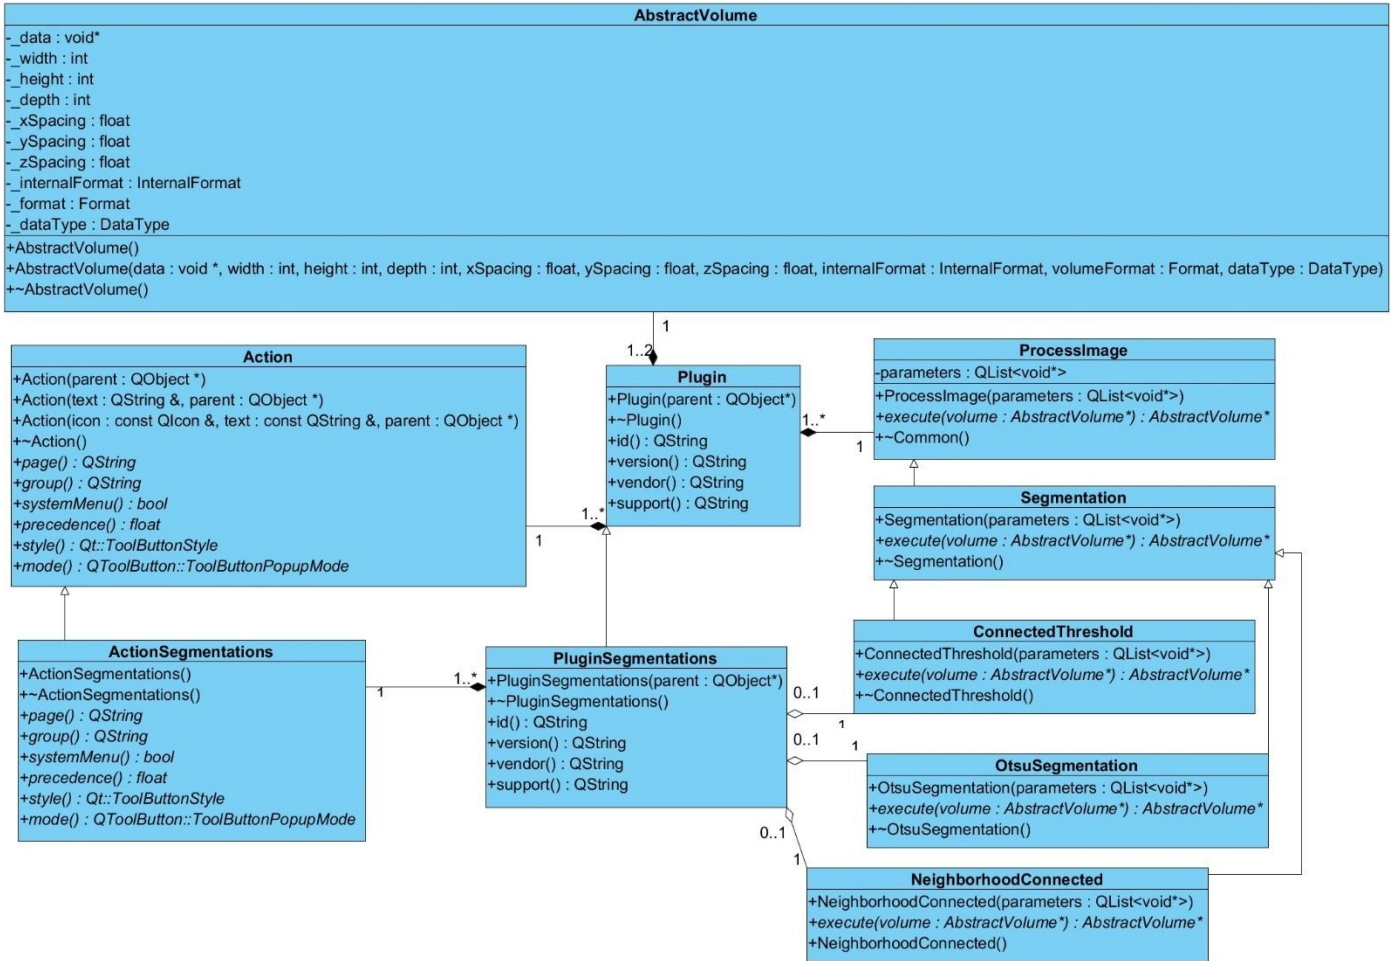 AbstractVolume
-_data : void*
-_width : int
-_height : int
-_depth : int
-_xSpacing : float
-_ySpacing : float
-_zSpacing : float
-_internalFormat : InternalFormat
-_format : Format
-_dataType : DataType
+AbstractVolume()
+AbstractVolume(data : void *, width : int, height : int, depth : int, xSpacing : float, ySpacing : float, zSpacing : float, internalFormat : InternalFormat, volumeFormat : Format, dataType : DataType)
+~AbstractVolume()
1
1..2
Action
+Action(parent : QObject *)
+Action(text : QString &, parent : QObject *)
+Action(icon : const QIcon &, text : const QString &, parent : QObject *)
+~Action()
+page() : QString
+group() : QString
+systemMenu() : bool
+precedence() : float
+style() : Qt::ToolButtonStyle
+mode() : QToolButton::ToolButtonPopupMode
1..*
1
Plugin
+Plugin(parent : QObject*)
+~Plugin()
+id() : QString
+version() : QString
+vendor() : QString
+support() : QString
1..*
1
ProcessImage
-parameters : QList<void*>
+ProcessImage(parameters : QList<void*>)
+execute(volume : AbstractVolume*) : AbstractVolume*
+~Common()
Segmentation
+Segmentation(parameters : QList<void*>)
+execute(volume : AbstractVolume*) : AbstractVolume*
+~Segmentation()
ActionSegmentations
+ActionSegmentations()
+~ActionSegmentations()
+page() : QString
+group() : QString
+systemMenu() : bool
+precedence() : float
+style() : Qt::ToolButtonStyle
+mode() : QToolButton::ToolButtonPopupMode
1
1..*
PluginSegmentations
+PluginSegmentations(parent : QObject*)
+~PluginSegmentations()
+id() : QString
+version() : QString
+vendor() : QString
+support() : QString
0..1
1
0..1
1
0..1
1
ConnectedThreshold
+ConnectedThreshold(parameters : QList<void*>)
+execute(volume : AbstractVolume*) : AbstractVolume*
+~ConnectedThreshold()
OtsuSegmentation
+OtsuSegmentation(parameters : QList<void*>)
+execute(volume : AbstractVolume*) : AbstractVolume*
+~OtsuSegmentation()
NeighborhoodConnected
+NeighborhoodConnected(parameters : QList<void*>)
+execute(volume : AbstractVolume*) : AbstractVolume*
+NeighborhoodConnected()